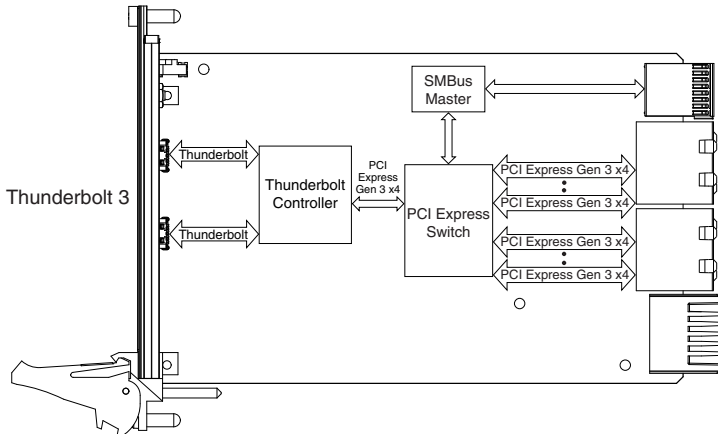 SMBus
Master
Thunderbolt
PCI
Express
Gen 3 x4
PCI Express Gen 3 x4
Thunderbolt 3
Thunderbolt
Controller
PCI Express
Switch
PCI Express Gen 3 x4
Thunderbolt
PCI Express Gen 3 x4
PCI Express Gen 3 x4